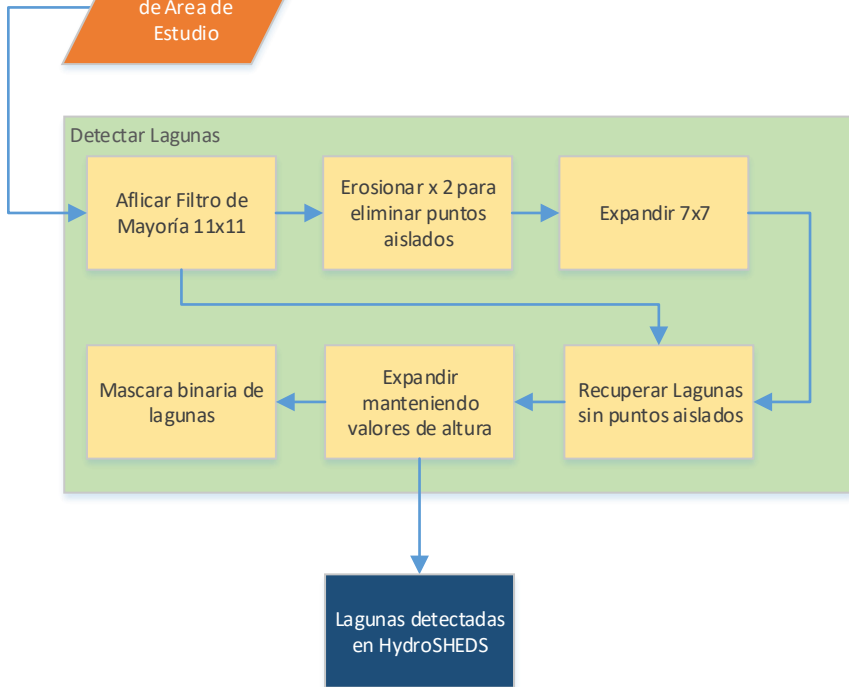 de Area de
Estudio
Detectar Lagunas
Aflicar Filtro de
Mayoría 11x11
Erosionar x 2 para
eliminar puntos
aislados
Expandir 7x7
Mascara binaria de
lagunas
Expandir
manteniendo
valores de altura
Recuperar Lagunas
sin puntos aislados
Lagunas detectadas
en HydroSHEDS